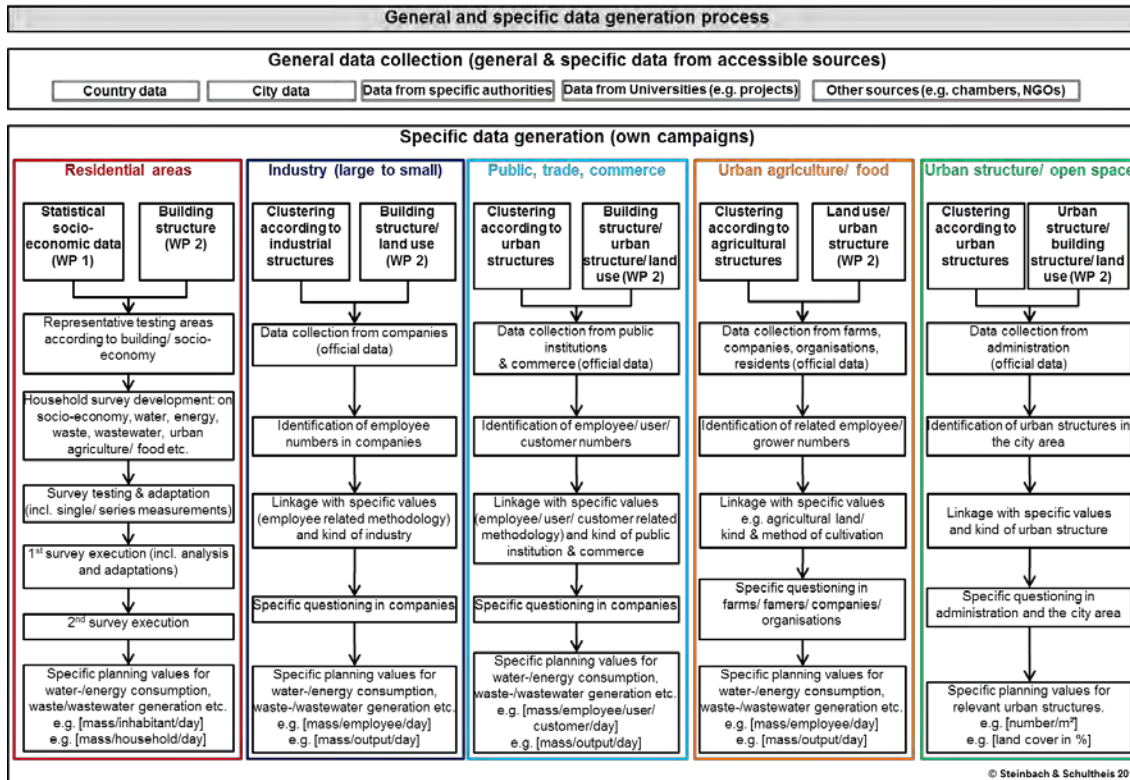 General and specific data generation process
General data collection (general & specific data from accessible sources)
Country data
City data
Data from specific authorities
Data from Universities (e.g. projects)
Other sources (e.g. chambers, NGOs)
Specific data generation (own campaigns)
Residential areas
Statistical
socio-
economic data
(WP 1)
Building
structure
(WP 2)
Representative testing areas
according to building/ socio-
economy
Household survey development: on
socio-economy, water, energy,
waste, wastewater, urban
agriculture/ food etc.
Survey testing & adaptation
(incl. single/ series measurements)
1st survey execution (incl. analysis
and adaptations)
2nd survey execution
Specific planning values for
water-/energy consumption,
waste/wastewater generation etc.
e.g. [mass/inhabitant/day]
e.g. [mass/household/day]
Industry (large to small)
Clustering
according to
industrial
structures
Building
structure/
land use
(WP 2)
Data collection from companies
(official data)
Identification of employee
numbers in companies
Linkage with specific values
(employee related methodology)
and kind of industry
Specific questioning in companies
Specific planning values for
water-/energy consumption,
waste-/wastewater generation etc.
e.g. [mass/employee/day]
e.g. [mass/output/day]
Public, trade, commerce
Clustering
according to
urban
structures
Building
structure/
urban
structure/ land
use (WP 2)
Data collection from public
institutions
& commerce (official data)
Identification of employee/ user/
customer numbers
Linkage with specific values
(employee/ user/ customer related
methodology) and kind of public
institution & commerce
Specific questioning in companies
Specific planning values for
water-/energy consumption,
waste-/wastewater generation etc.
e.g. [mass/employee/user/
customer/day]
e.g. [mass/output/day]
Urban agriculture/ food
Clustering
according to
agricultural
structures
Land use/
urban
structure
(WP 2)
Data collection from farms,
companies, organisations,
residents (official data)
Identification of related employee/
grower numbers
Linkage with specific values
e.g. agricultural land/
kind & method of cultivation
Specific questioning in
farms/ famers/ companies/
organisations
Specific planning values for
water-/energy consumption,
waste-/wastewater generation etc.
e.g. [mass/employee/day]
e.g. [mass/output/day]
Urban structure/ open space
Clustering
according to
urban
structures
Urban
structure/
building
structure/ land
use (WP 2)
Data collection from
administration
(official data)
Identification of urban structures in
the city area
Linkage with specific values
and kind of urban structure
Specific questioning in
administration and the city area
Specific planning values for
relevant urban structures.
e.g. [number/m²]
e.g. [land cover in %]
© Steinbach & Schultheis 20